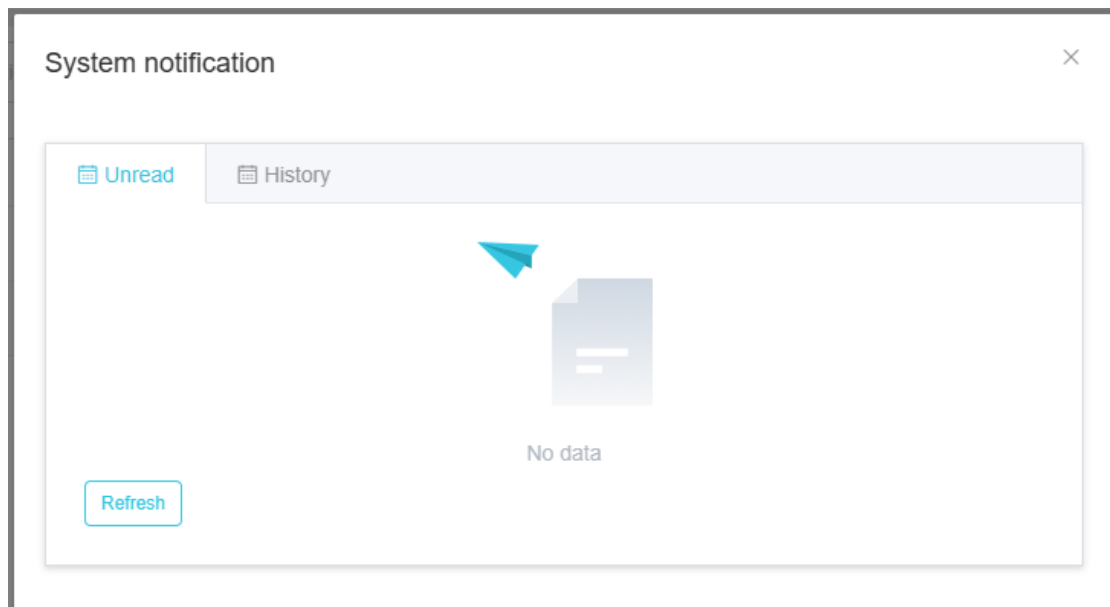 System notification
Unread
History
No data
Refresh